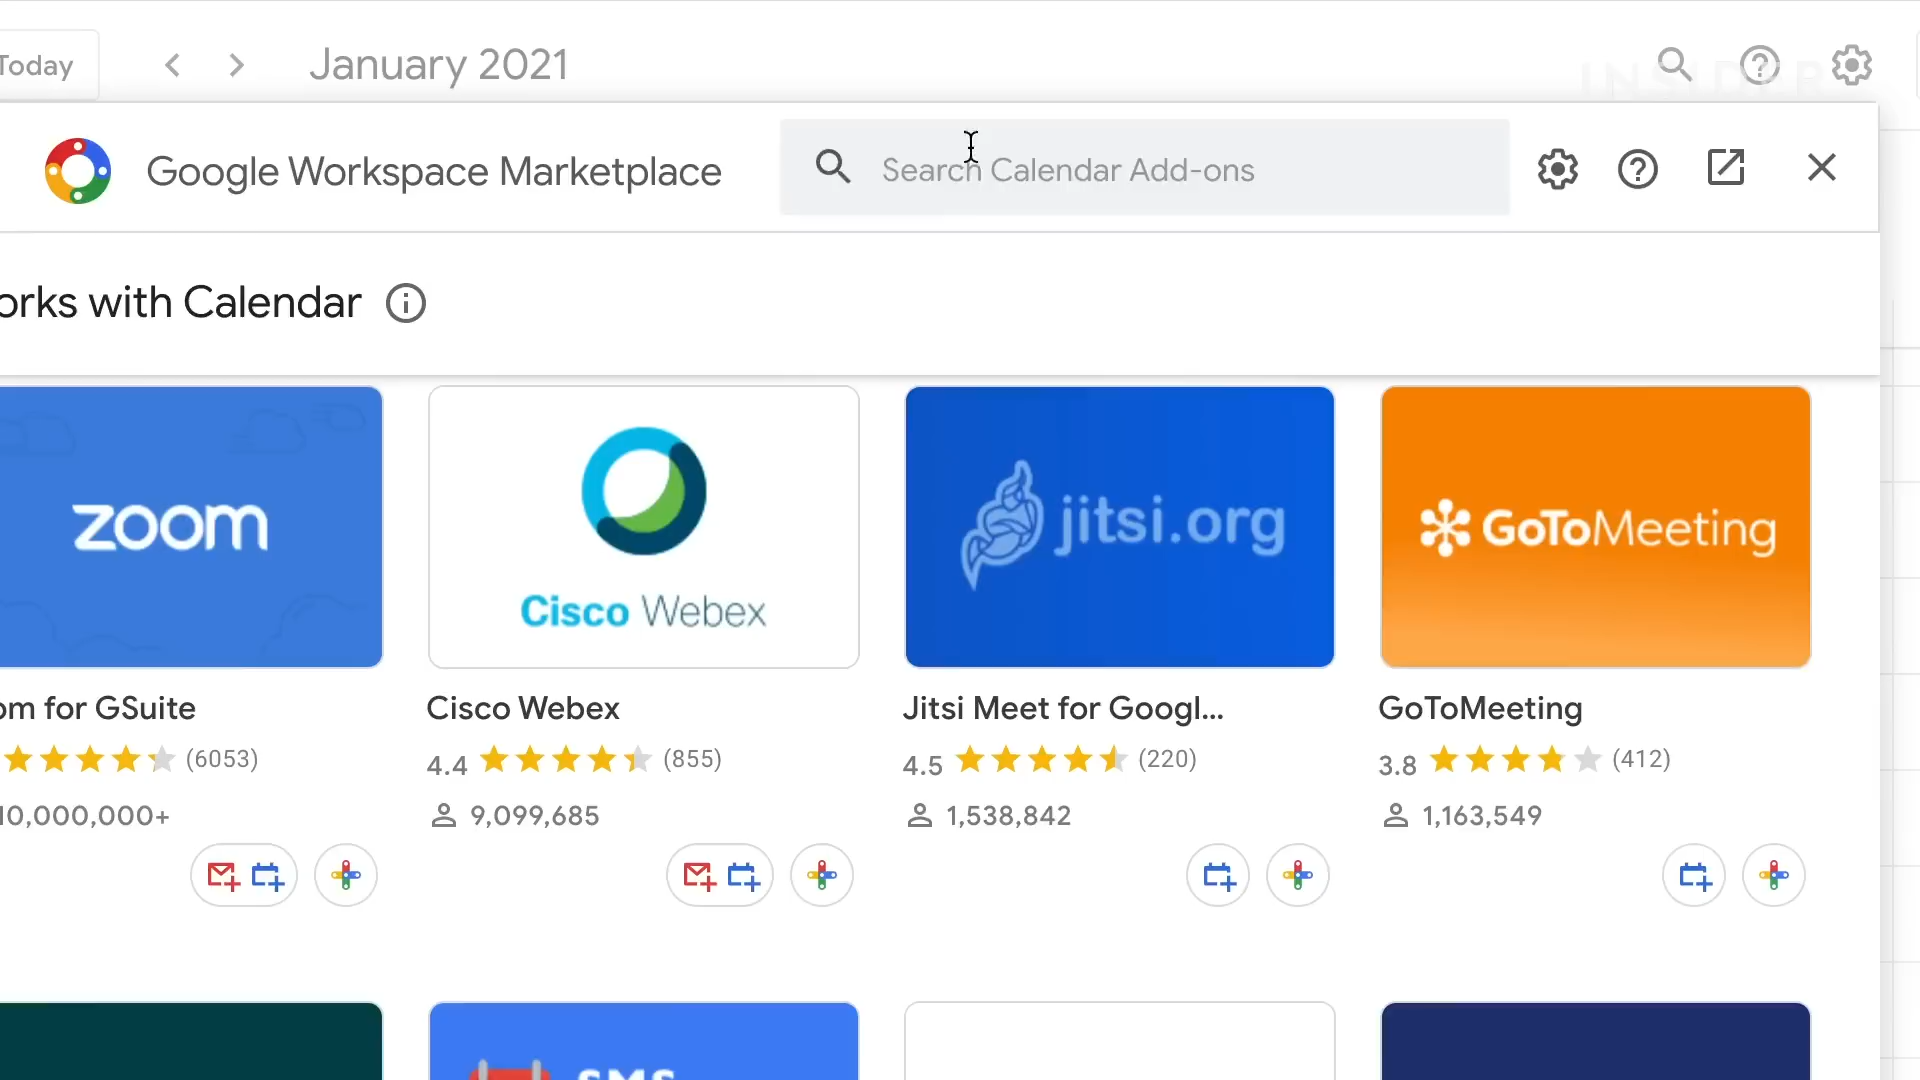 Today
January 2021
INSIDER
Google Workspace Marketplace
Search Calendar Add-ons
orks with Calendar
zoom
Cisco Webex
jitsi.org
GoToMeeting
om for GSuite
Cisco Webex
Jitsi Meet for Googl...
GoToMeeting
(6053)
4.4 (855)
4.5 (220)
3.8 (412)
10,000,000+
9,099,685
1,538,842
1,163,549
SMS